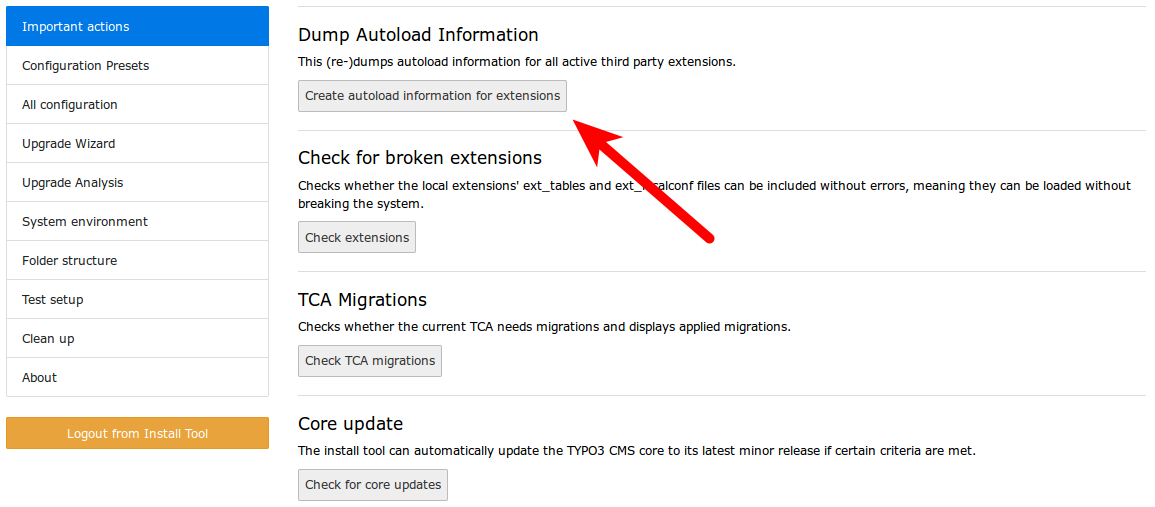 Important actions
Configuration Presets
All configuration
Upgrade Wizard
Upgrade Analysis
System environment
Folder structure
Test setup
Clean up
About
Logout from Install Tool
Dump Autoload Information
This (re-)dumps autoload information for all active third party extensions.
Create autoload information for extensions
Check for broken extensions
Checks whether the local extensions' ext_tables and files can be included without errors, meaning they can be loaded without
breaking the system.
Check extensions
TCA Migrations
Checks whether the current TCA needs migrations and displays applied migrations.
Check TCA migrations
Core update
The install tool can automatically update the TYPO3 CMS core to its latest minor release if certain criteria are met.
Check for core updates